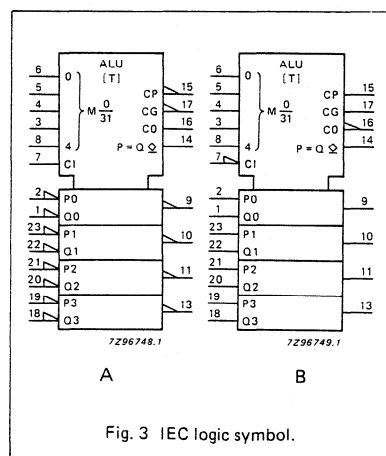 ALU
[T]
6
0
5
4
M 0/31
3
8
4
7
CI
CP
15
CG
17
CO
16
P = Q ◇
14
2
P0
1
Q0
9
23
P1
22
Q1
10
21
P2
20
Q2
11
19
P3
18
Q3
13
7Z96748.1
A
ALU
[T]
6
0
5
4
M 0/31
3
8
4
7
CI
CP
15
CG
17
CO
16
P = Q ◇
14
2
P0
1
Q0
9
23
P1
22
Q1
10
21
P2
20
Q2
11
19
P3
18
Q3
13
7Z96749.1
B
Fig. 3 IEC logic symbol.